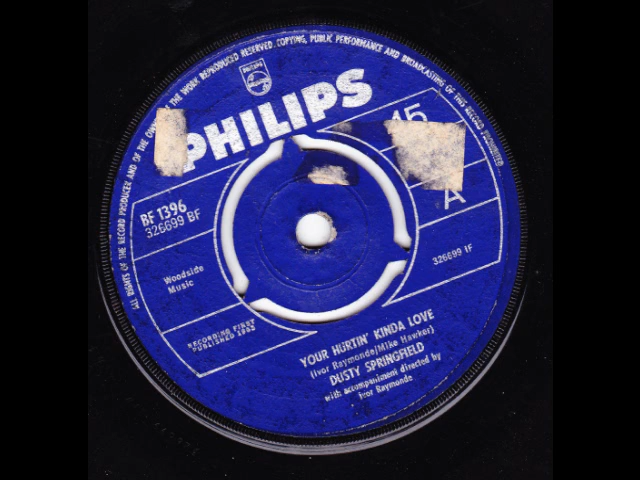 ALL RIGHTS OF THE RECORD PRODUCER AND OF THE OWNER OF THE WORK REPRODUCED RESERVED. COPYING, PUBLIC PERFORMANCE AND BROADCASTING OF THIS RECORD PROHIBITED
PHILIPS
PHILIPS
45
A
BF 1396
326699 BF
326699 1F
Woodside
Music
RECORDING FIRST
PUBLISHED
YOUR HURTIN' KINDA LOVE
(Ivor Raymonde/Mike Hawker)
DUSTY SPRINGFIELD
with accompaniment directed by
Ivor Raymonde